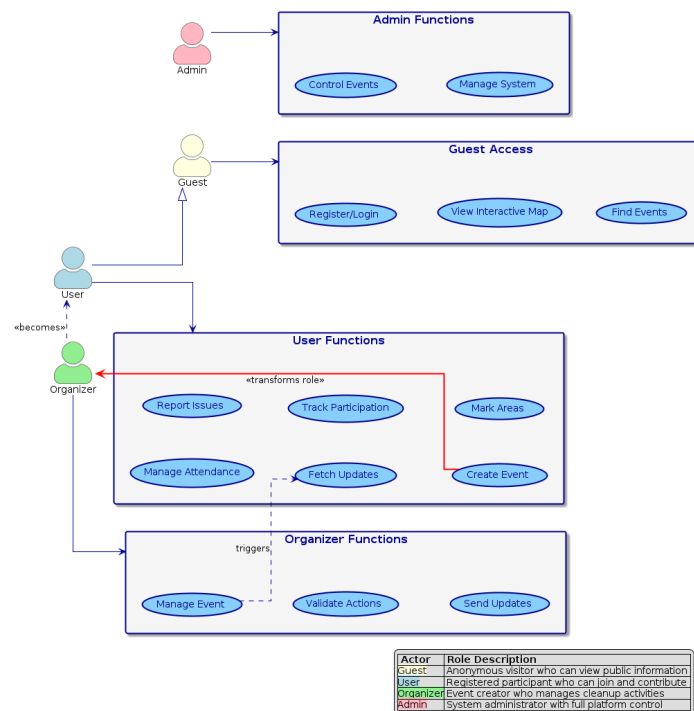 Admin Functions
Admin
Control Events
Manage System
Guest Access
Guest
Register/Login
View Interactive Map
Find Events
User
«becomes»
Organizer
User Functions
«transforms role»
Report Issues
Track Participation
Mark Areas
Manage Attendance
Fetch Updates
Create Event
Organizer Functions
triggers
Manage Event
Validate Actions
Send Updates
Actor Role Description
Guest Anonymous visitor who can view public information
User Registered participant who can join and contribute
Organizer Event creator who manages cleanup activities
Admin System administrator with full platform control